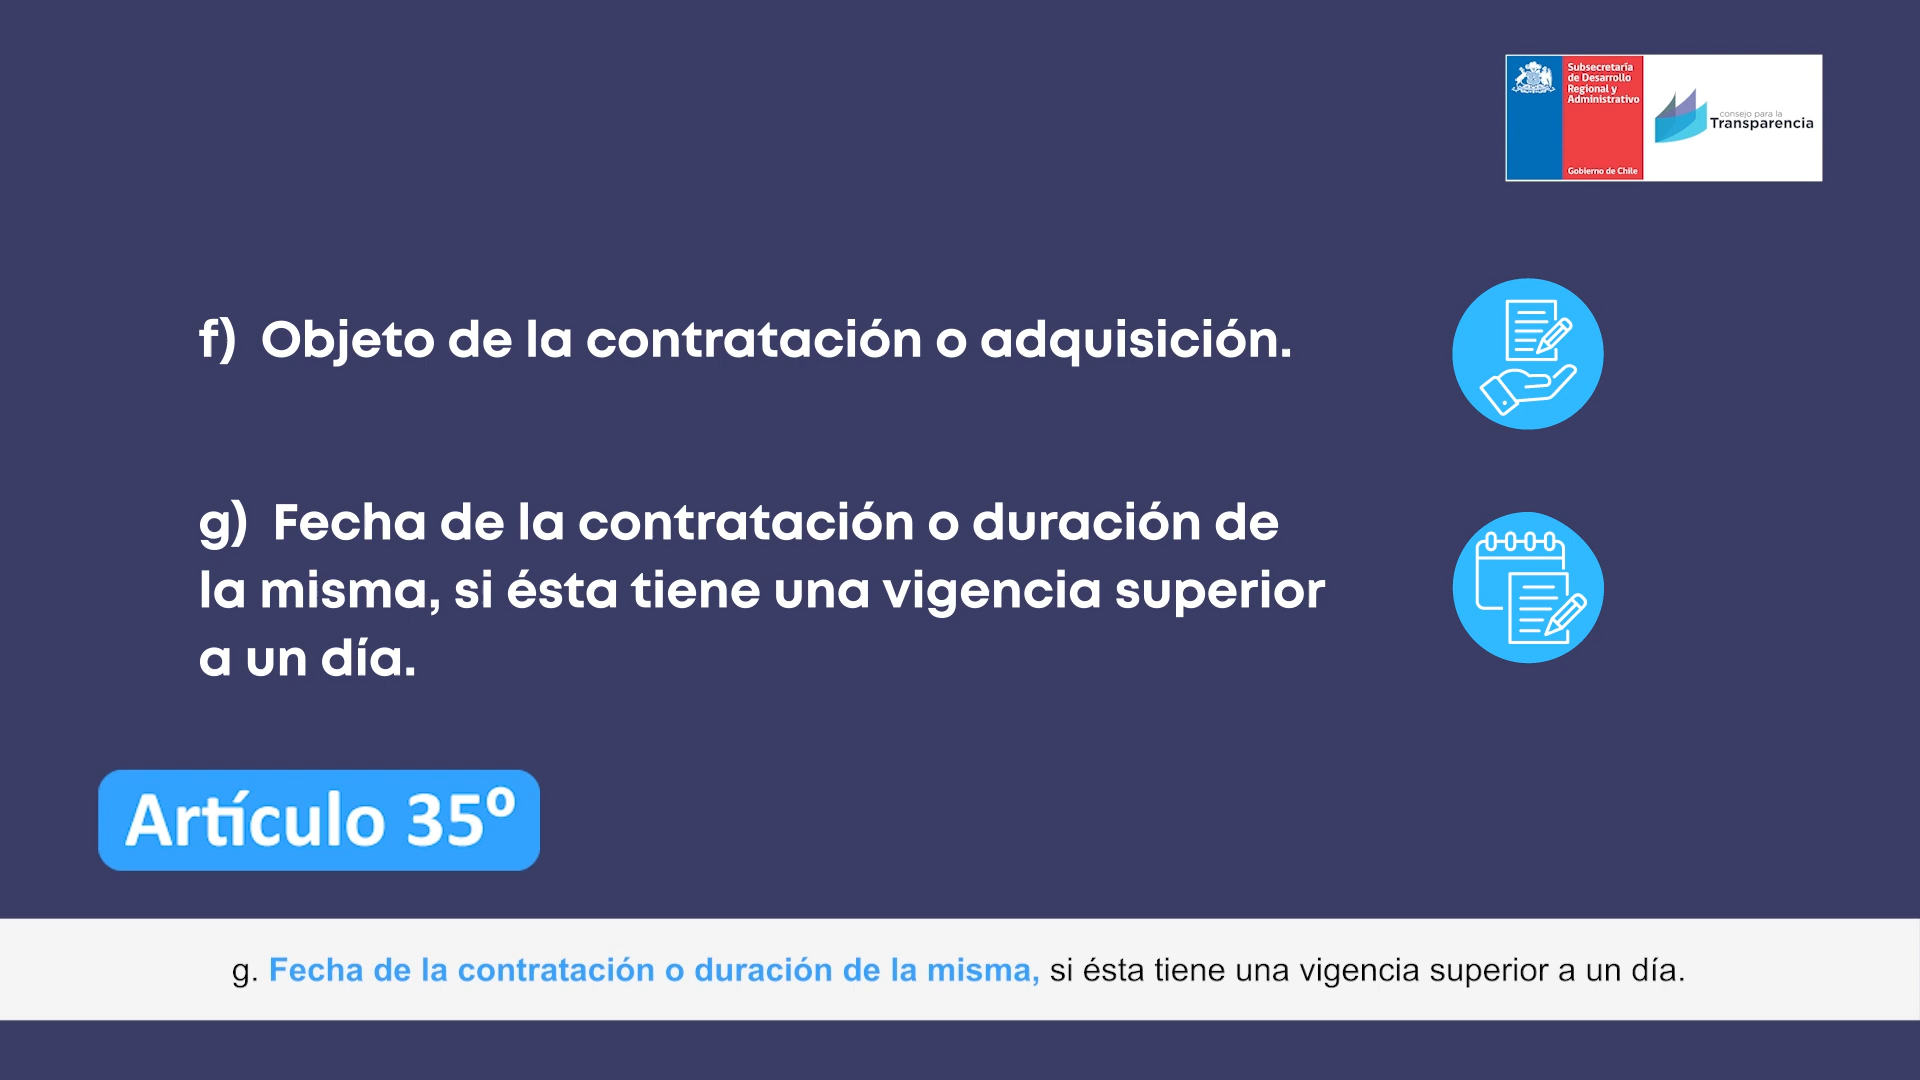 Subsecretaría
de Desarrollo
Regional y
Administrativo
Gobierno de Chile
consejo para la
Transparencia
f) Objeto de la contratación o adquisición.
g) Fecha de la contratación o duración de
la misma, si ésta tiene una vigencia superior
a un día.
Artículo 35º
g. Fecha de la contratación o duración de la misma, si ésta tiene una vigencia superior a un día.